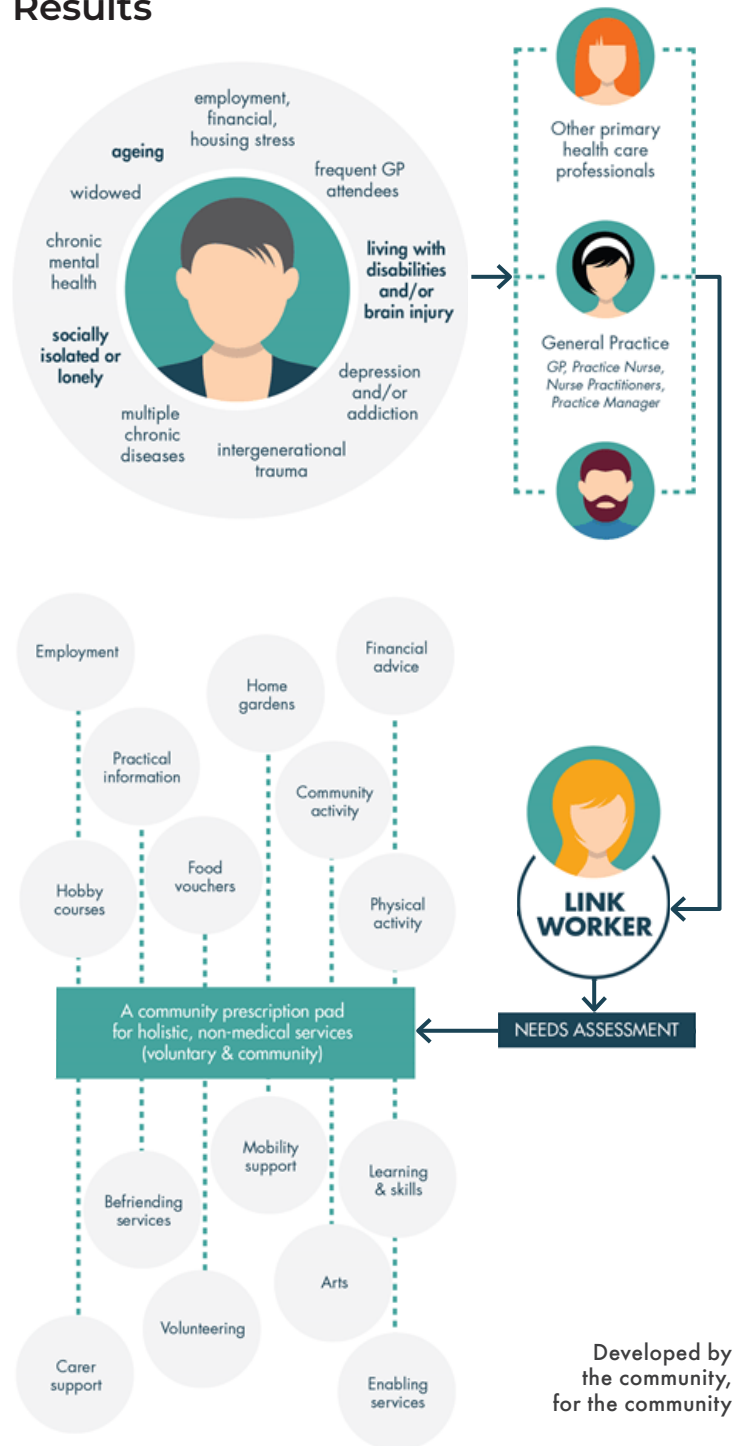 Results
employment,
financial,
housing stress
ageing
frequent GP
attendees
widowed
chronic
mental
health
living with
disabilities
and/or
brain injury
socially
isolated or
lonely
depression
and/or
addiction
multiple
chronic
diseases
intergenerational
trauma
Other primary
health care
professionals
General Practice
GP, Practice Nurse,
Nurse Practitioners,
Practice Manager
LINK
WORKER
NEEDS ASSESSMENT
Employment
Financial
advice
Home
gardens
Practical
information
Community
activity
Food
vouchers
Hobby
courses
Physical
activity
A community prescription pad
for holistic, non-medical services
(voluntary & community)
Mobility
support
Learning
& skills
Befriending
services
Arts
Volunteering
Carer
support
Enabling
services
Developed by
the community,
for the community